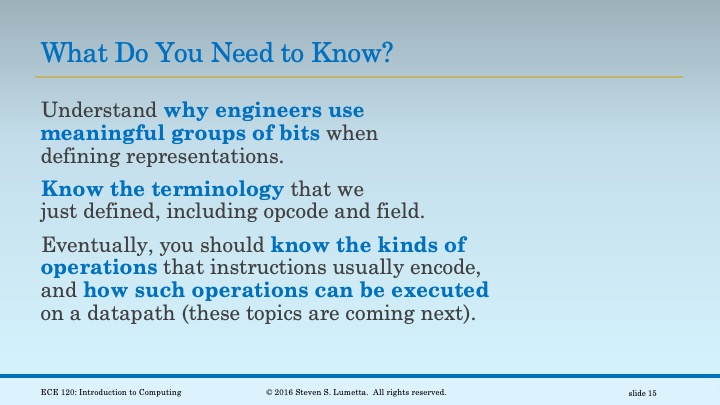 What Do You Need to Know?
Understand why engineers use
meaningful groups of bits when
defining representations.
Know the terminology that we
just defined, including opcode and field.
Eventually, you should know the kinds of
operations that instructions usually encode,
and how such operations can be executed
on a datapath (these topics are coming next).
ECE 120: Introduction to Computing
© 2016 Steven S. Lumetta.  All rights reserved.
slide 15